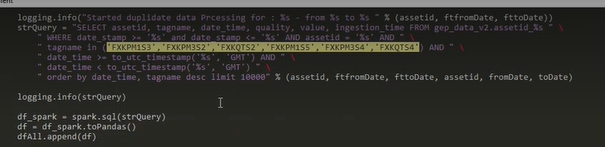 logging.info("Started duplidate data Prcessing for : %s - from %s to %s " % (assetid, ftfromDate, fttoDate))
strQuery = "SELECT assetid, tagname, date_time, quality, value, ingestion_time FROM gep_data_v2.assetid_%s " \
" WHERE date_stamp >= '%s' and date_stamp <= '%s' AND assetid = '%s' AND " \
" tagname in ('FXKPM1S3','FXKPM3S2','FXKQTS2','FXKPM1S5','FXKPM3S4','FXKQTS4') AND " \
" date_time >= to_utc_timestamp('%s', 'GMT') AND " \
" date_time < to_utc_timestamp('%s', 'GMT') " \
" order by date_time, tagname desc limit 10000" % (assetid, ftfromDate, fttoDate, assetid, fromDate, toDate)
logging.info(strQuery)
df_spark = spark.sql(strQuery)
df = df_spark.toPandas()
dfAll.append(df)